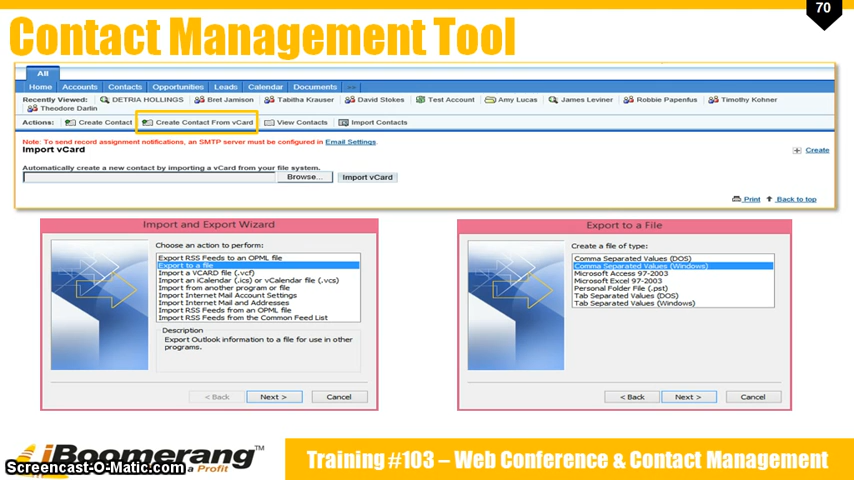 70
Contact Management Tool
All
Home Accounts Contacts Opportunities Leads Calendar Documents >>
Recently Viewed: DETRIA HOLLINGS Bret Jamison Tabitha Krauser David Stokes Test Account Amy Lucas James Leviner Robbie Papenfus Timothy Kohner
Theodore Darlin
Actions: Create Contact Create Contact From vCard View Contacts Import Contacts
Note: To send record assignment notifications, an SMTP server must be configured in Email Settings.
Import vCard
Create
Automatically create a new contact by importing a vCard from your file system.
Browse... Import vCard
Print Back to top
Import and Export Wizard
Choose an action to perform:
Export RSS Feeds to an OPML file
Export to a file
Import a VCARD file (.vcf)
Import an iCalendar (.ics) or vCalendar file (.vcs)
Import from another program or file
Import Internet Mail Account Settings
Import Internet Mail and Addresses
Import RSS Feeds from an OPML file
Import RSS Feeds from the Common Feed List
Description
Export Outlook information to a file for use in other
programs.
< Back Next > Cancel
Export to a File
Create a file of type:
Comma Separated Values (DOS)
Comma Separated Values (Windows)
Microsoft Access 97-2003
Microsoft Excel 97-2003
Personal Folder File (.pst)
Tab Separated Values (DOS)
Tab Separated Values (Windows)
< Back Next > Cancel
iBoomerang™
a Profit
Screencast-O-Matic.com
Training #103 – Web Conference & Contact Management